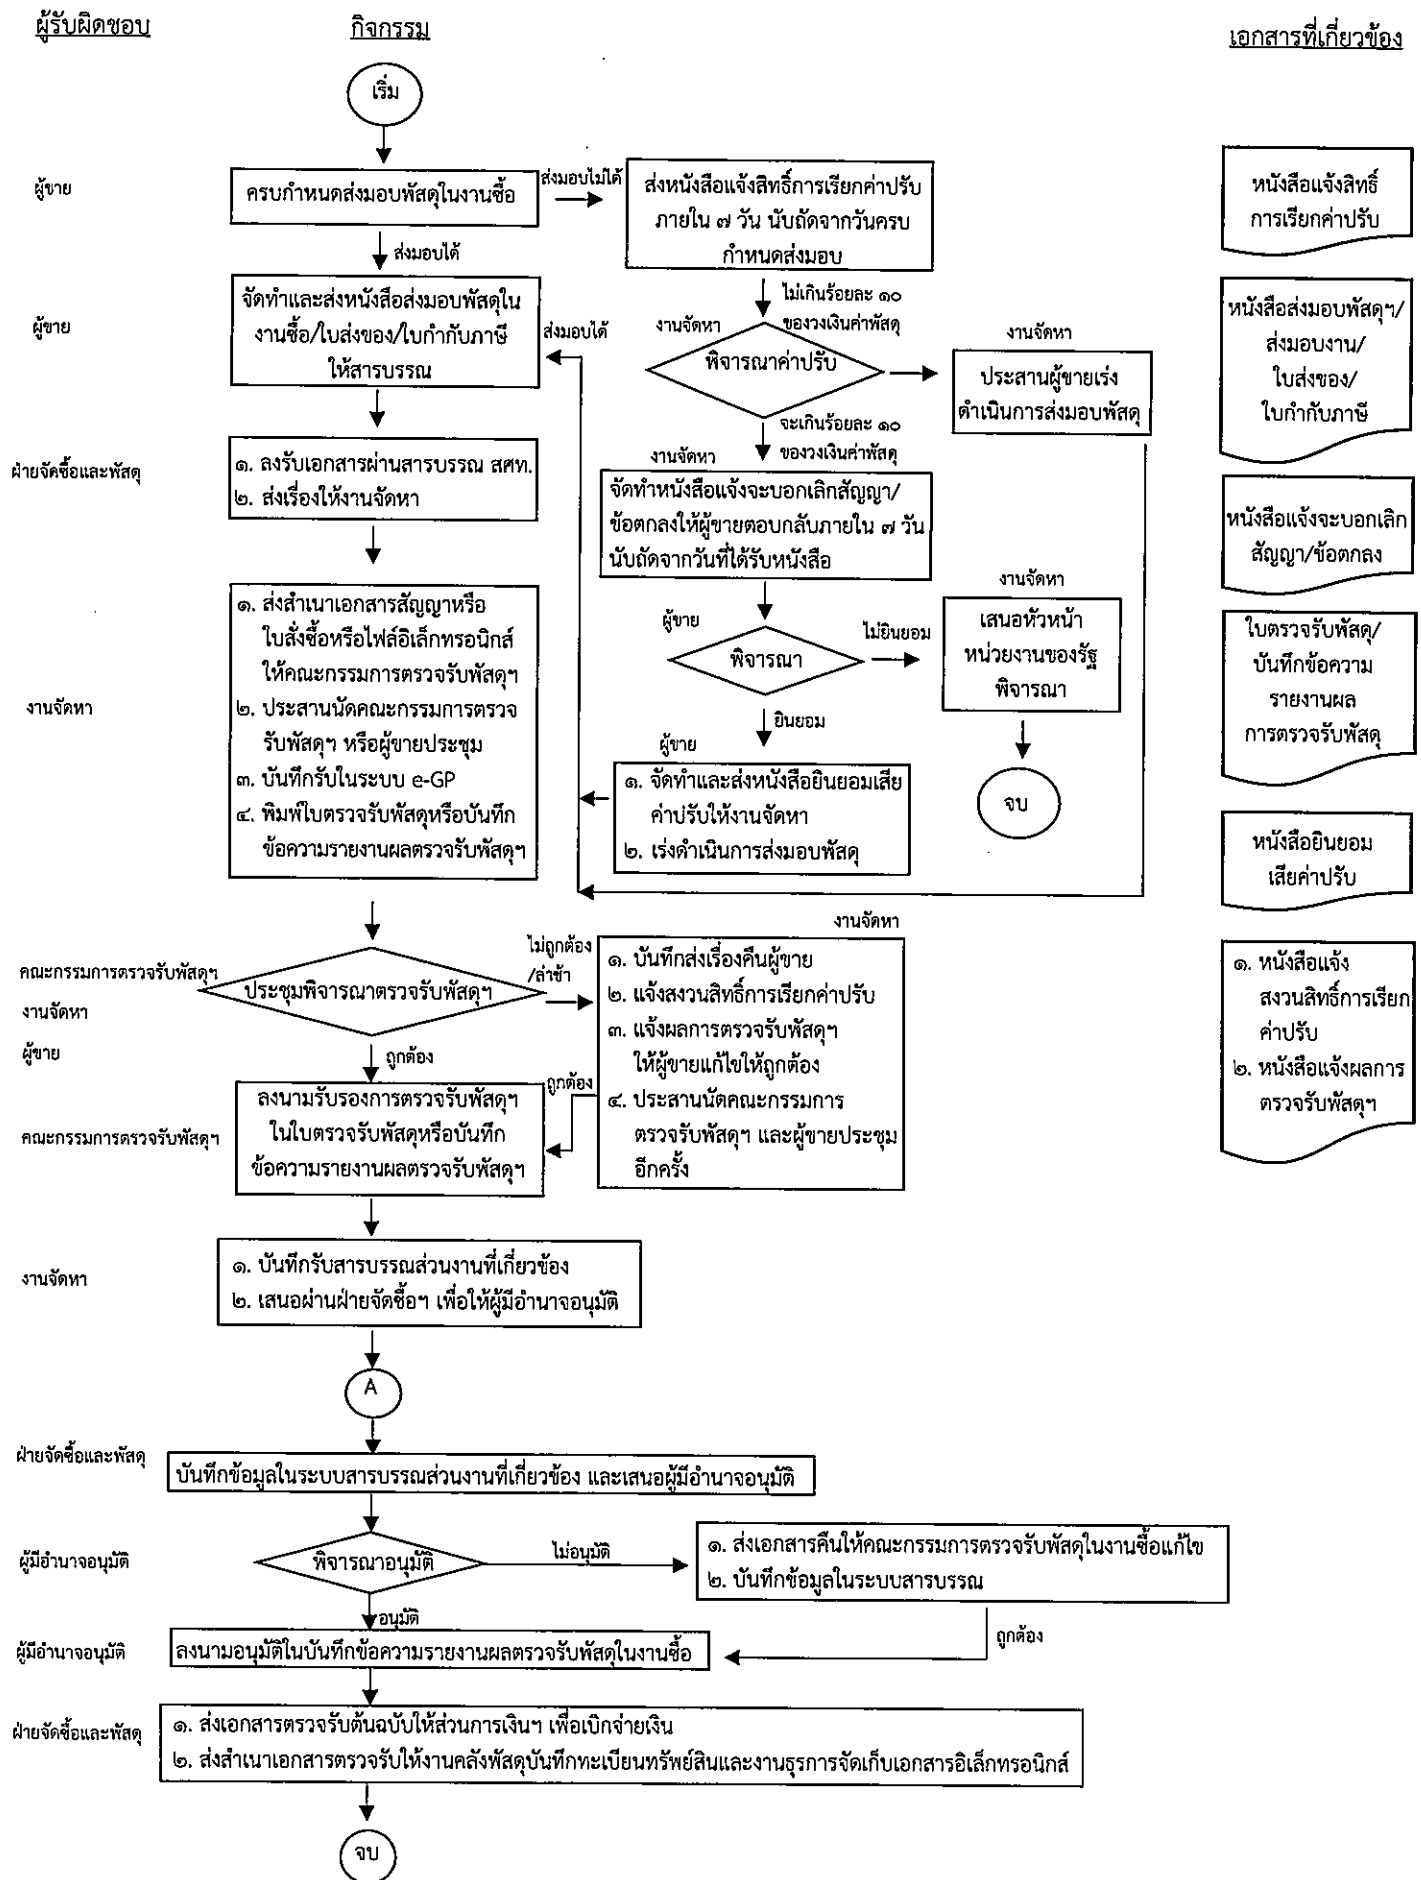 ผู้รับผิดชอบ
กิจกรรม
เอกสารที่เกี่ยวข้อง
เริ่ม
ผู้ขาย
ครบกำหนดส่งมอบพัสดุในงานซื้อ
ส่งมอบไม่ได้
ส่งหนังสือแจ้งสิทธิ์การเรียกค่าปรับ
ภายใน ๗ วัน นับถัดจากวันครบ
กำหนดส่งมอบ
หนังสือแจ้งสิทธิ์
การเรียกค่าปรับ
ส่งมอบได้
ผู้ขาย
จัดทำและส่งหนังสือส่งมอบพัสดุใน
งานซื้อ/ใบส่งของ/ใบกำกับภาษี
ให้สารบรรณ
ส่งมอบได้
ไม่เกินร้อยละ ๑๐
ของวงเงินค่าพัสดุ
งานจัดหา
พิจารณาค่าปรับ
งานจัดหา
ประสานผู้ขายเร่ง
ดำเนินการส่งมอบพัสดุ
หนังสือส่งมอบพัสดุฯ/
ส่งมอบงาน/
ใบส่งของ/
ใบกำกับภาษี
จะเกินร้อยละ ๑๐
ของวงเงินค่าพัสดุ
ฝ่ายจัดซื้อและพัสดุ
๑. ลงรับเอกสารผ่านสารบรรณ สศท.
๒. ส่งเรื่องให้งานจัดหา
งานจัดหา
จัดทำหนังสือแจ้งจะบอกเลิกสัญญา/
ข้อตกลงให้ผู้ขายตอบกลับภายใน ๗ วัน
นับถัดจากวันที่ได้รับหนังสือ
หนังสือแจ้งจะบอกเลิก
สัญญา/ข้อตกลง
งานจัดหา
๑. ส่งสำเนาเอกสารสัญญาหรือ
ใบสั่งซื้อหรือไฟล์อิเล็กทรอนิกส์
ให้คณะกรรมการตรวจรับพัสดุฯ
๒. ประสานนัดคณะกรรมการตรวจ
รับพัสดุฯ หรือผู้ขายประชุม
๓. บันทึกรับในระบบ e-GP
๔. พิมพ์ใบตรวจรับพัสดุหรือบันทึก
ข้อความรายงานผลตรวจรับพัสดุฯ
ผู้ขาย
พิจารณา
ไม่ยินยอม
งานจัดหา
เสนอหัวหน้า
หน่วยงานของรัฐ
พิจารณา
จบ
ใบตรวจรับพัสดุ/
บันทึกข้อความ
รายงานผล
การตรวจรับพัสดุ
ยินยอม
ผู้ขาย
๑. จัดทำและส่งหนังสือยินยอมเสีย
ค่าปรับให้งานจัดหา
๒. เร่งดำเนินการส่งมอบพัสดุ
หนังสือยินยอม
เสียค่าปรับ
คณะกรรมการตรวจรับพัสดุฯ
งานจัดหา
ผู้ขาย
ประชุมพิจารณาตรวจรับพัสดุฯ
ไม่ถูกต้อง
/ล่าช้า
งานจัดหา
๑. บันทึกส่งเรื่องคืนผู้ขาย
๒. แจ้งสงวนสิทธิ์การเรียกค่าปรับ
๓. แจ้งผลการตรวจรับพัสดุฯ
ให้ผู้ขายแก้ไขให้ถูกต้อง
๔. ประสานนัดคณะกรรมการ
ตรวจรับพัสดุฯ และผู้ขายประชุม
อีกครั้ง
๑. หนังสือแจ้ง
สงวนสิทธิ์การเรียก
ค่าปรับ
๒. หนังสือแจ้งผลการ
ตรวจรับพัสดุฯ
ถูกต้อง
ถูกต้อง
คณะกรรมการตรวจรับพัสดุฯ
ลงนามรับรองการตรวจรับพัสดุฯ
ในใบตรวจรับพัสดุหรือบันทึก
ข้อความรายงานผลตรวจรับพัสดุฯ
งานจัดหา
๑. บันทึกรับสารบรรณส่วนงานที่เกี่ยวข้อง
๒. เสนอผ่านฝ่ายจัดซื้อฯ เพื่อให้ผู้มีอำนาจอนุมัติ
A
ฝ่ายจัดซื้อและพัสดุ
บันทึกข้อมูลในระบบสารบรรณส่วนงานที่เกี่ยวข้อง และเสนอผู้มีอำนาจอนุมัติ
ผู้มีอำนาจอนุมัติ
พิจารณาอนุมัติ
ไม่อนุมัติ
๑. ส่งเอกสารคืนให้คณะกรรมการตรวจรับพัสดุในงานซื้อแก้ไข
๒. บันทึกข้อมูลในระบบสารบรรณ
อนุมัติ
ถูกต้อง
ผู้มีอำนาจอนุมัติ
ลงนามอนุมัติในบันทึกข้อความรายงานผลตรวจรับพัสดุในงานซื้อ
ฝ่ายจัดซื้อและพัสดุ
๑. ส่งเอกสารตรวจรับต้นฉบับให้ส่วนการเงินฯ เพื่อเบิกจ่ายเงิน
๒. ส่งสำเนาเอกสารตรวจรับให้งานคลังพัสดุบันทึกทะเบียนทรัพย์สินและงานธุรการจัดเก็บเอกสารอิเล็กทรอนิกส์
จบ